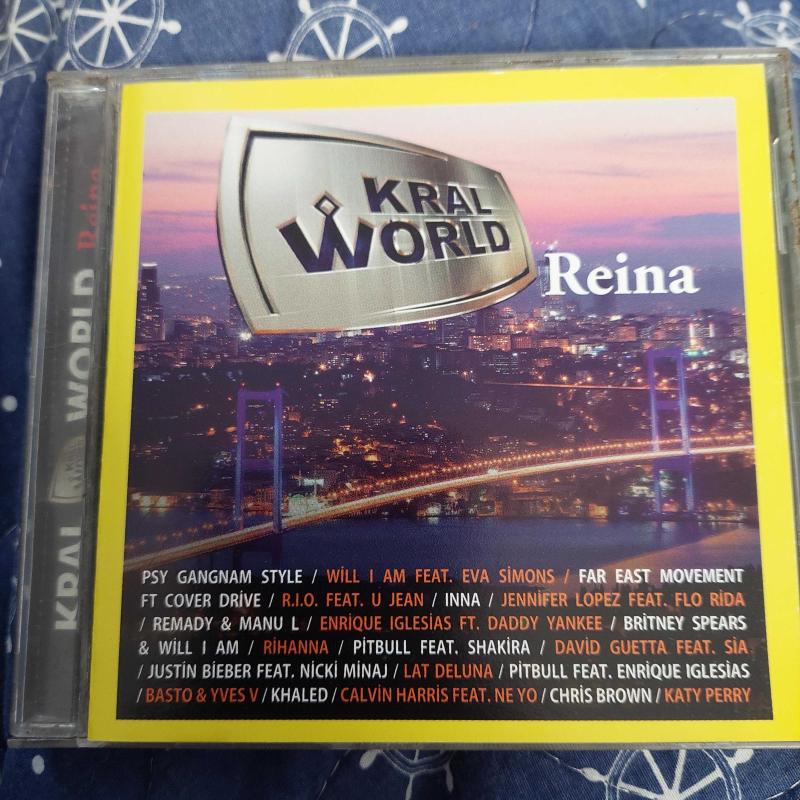 KRAL
WORLD
Reina
KRAL WORLD Reina
PSY GANGNAM STYLE / WİLL I AM FEAT. EVA SİMONS / FAR EAST MOVEMENT
FT COVER DRİVE / R.I.O. FEAT. U JEAN / INNA / JENNİFER LOPEZ FEAT. FLO RİDA
/ REMADY & MANU L / ENRİQUE IGLESİAS FT. DADDY YANKEE / BRİTNEY SPEARS
& WİLL I AM / RİHANNA / PİTBULL FEAT. SHAKİRA / DAVİD GUETTA FEAT. SİA
/ JUSTİN BİEBER FEAT. NİCKİ MİNAJ / LAT DELUNA / PİTBULL FEAT. ENRİQUE IGLESİAS
/ BASTO & YVES V / KHALED / CALVİN HARRİS FEAT. NE YO / CHRİS BROWN / KATY PERRY